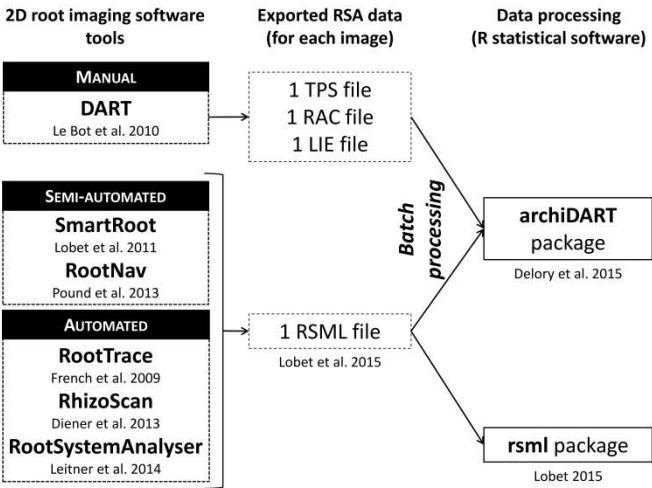 2D root imaging software
tools
Exported RSA data
(for each image)
Data processing
(R statistical software)
MANUAL
DART
Le Bot et al. 2010
1 TPS file
1 RAC file
1 LIE file
SEMI-AUTOMATED
SmartRoot
Lobet et al. 2011
RootNav
Pound et al. 2013
AUTOMATED
RootTrace
French et al. 2009
RhizoScan
Diener et al. 2013
RootSystemAnalyser
Leitner et al. 2014
1 RSML file
Lobet et al. 2015
Batch
processing
archiDART
package
Delory et al. 2015
rsml package
Lobet 2015